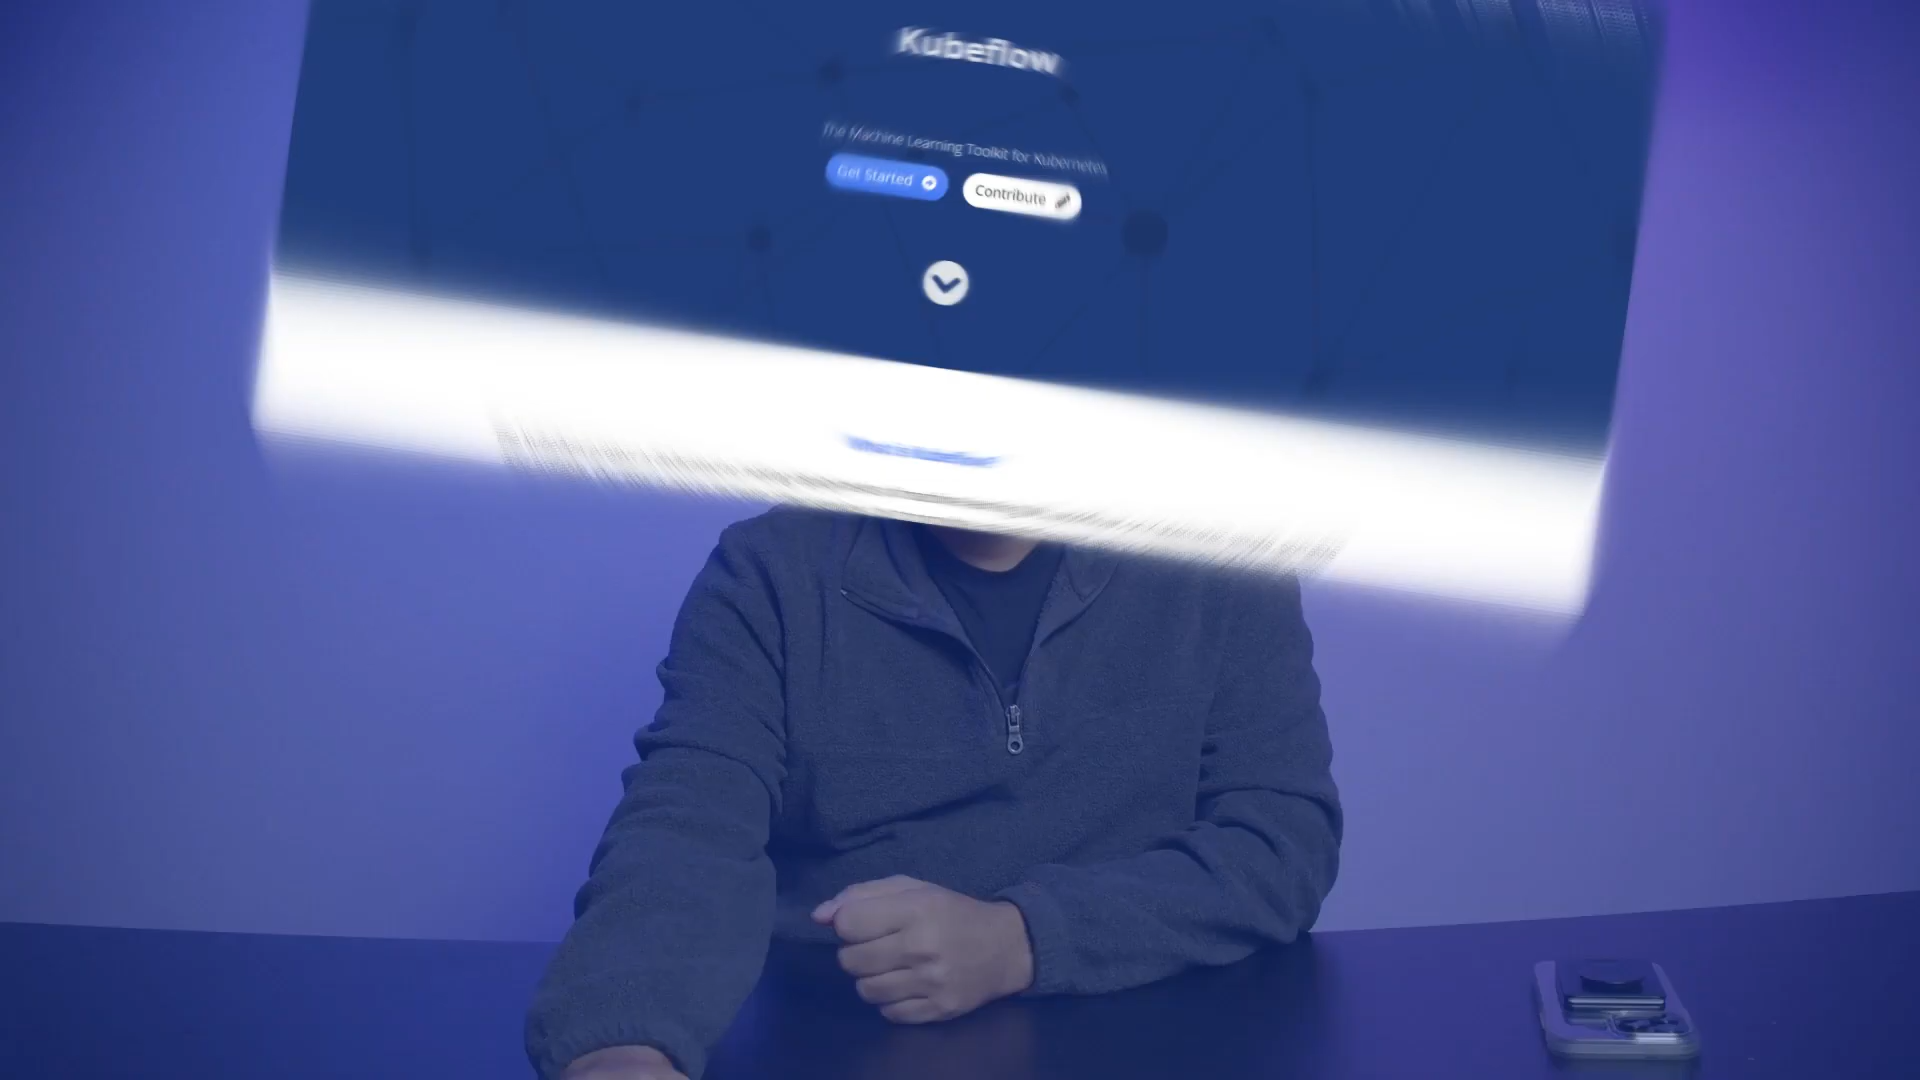 Kubeflow
The Machine Learning Toolkit for Kubernetes
Get Started
Contribute